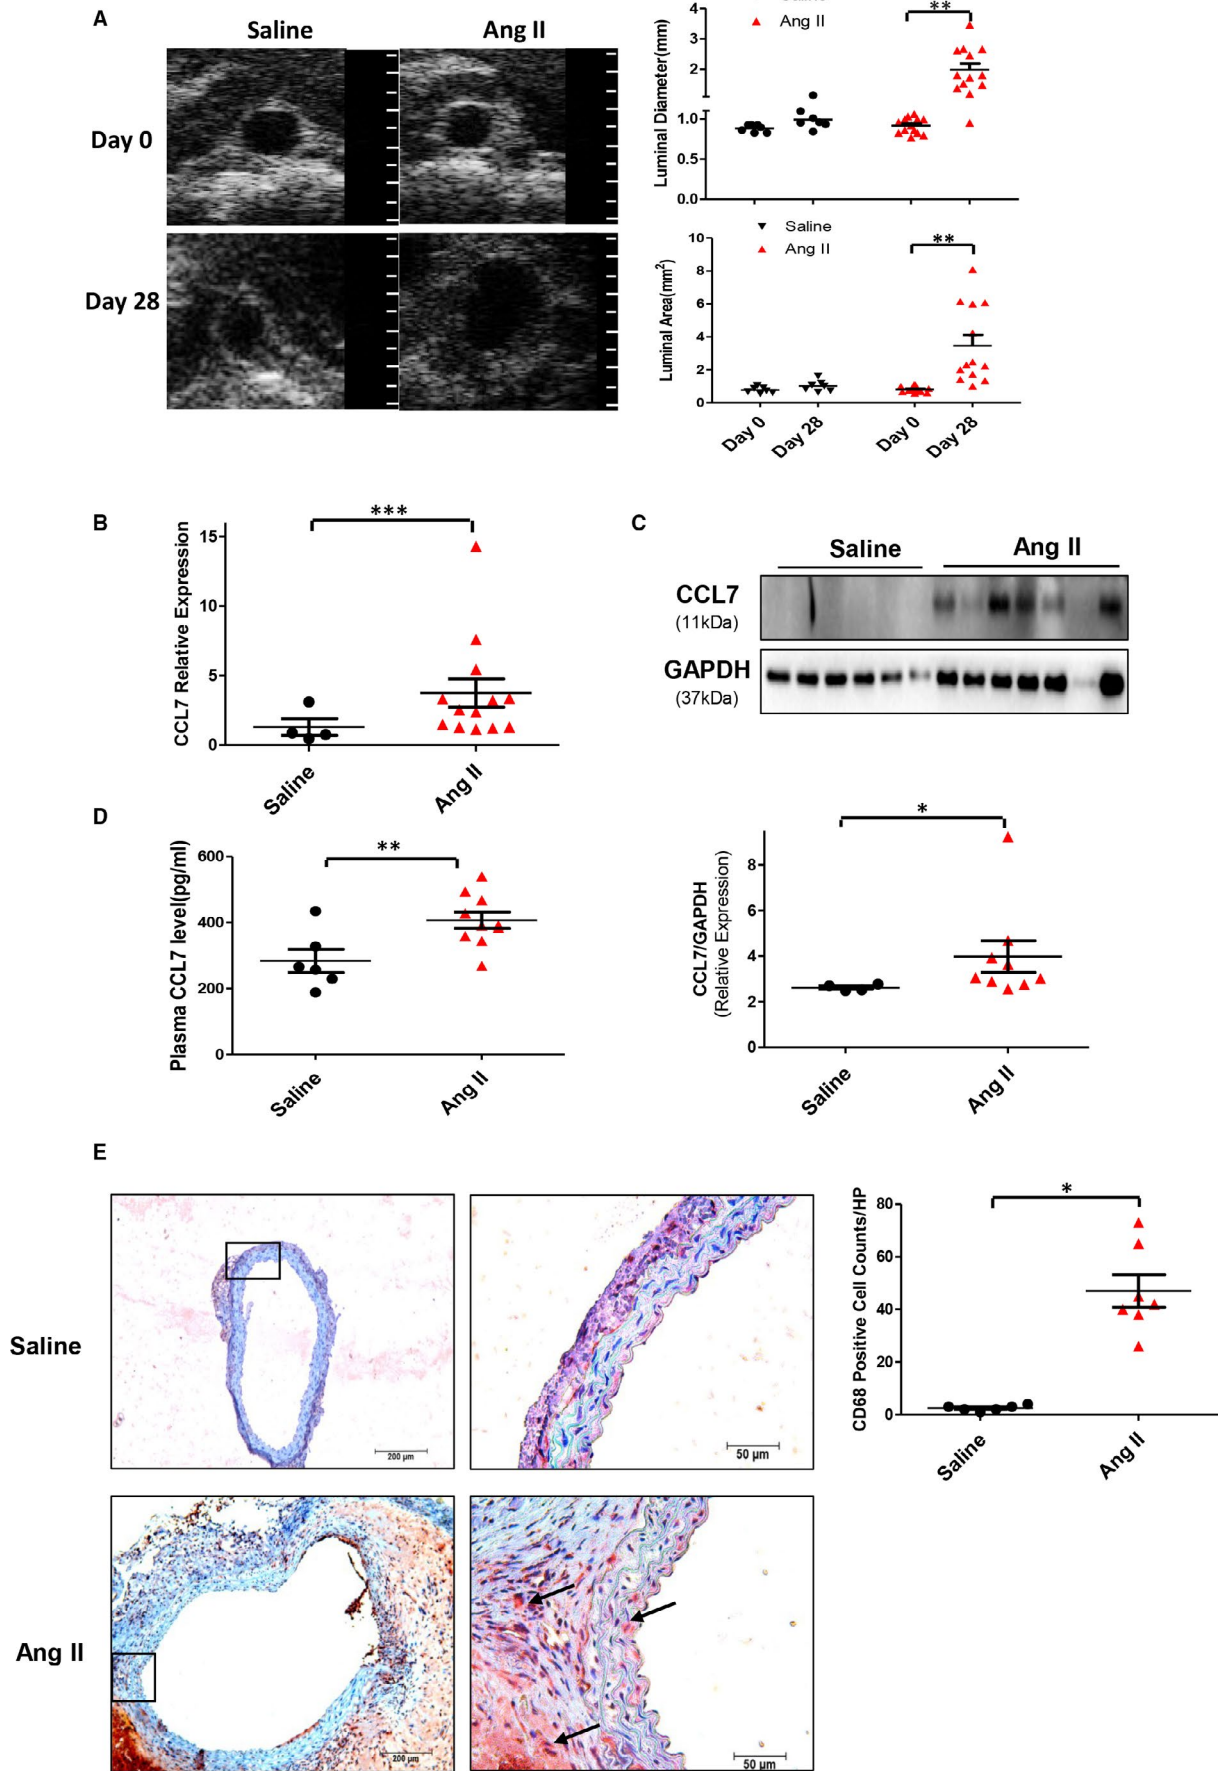 A
Saline
Ang II
Day 0
Day 28
Saline
Ang II
**
Luminal Diameter(mm)
4
3
2
1.0
0.5
0.0
Saline
Ang II
**
Luminal Area(mm²)
10
8
6
4
2
0
Day 0
Day 28
Day 0
Day 28
B
***
CCL7 Relative Expression
15
10
5
0
Saline
Ang II
C
Saline
Ang II
CCL7
(11kDa)
GAPDH
(37kDa)
*
CCL7/GAPDH
(Relative Expression)
8
6
4
2
0
Saline
Ang II
D
**
Plasma CCL7 level(pg/ml)
600
400
200
0
Saline
Ang II
E
Saline
200 µm
50 µm
Ang II
200 µm
50 µm
*
CD68 Positive Cell Counts/HP
80
60
40
20
0
Saline
Ang II